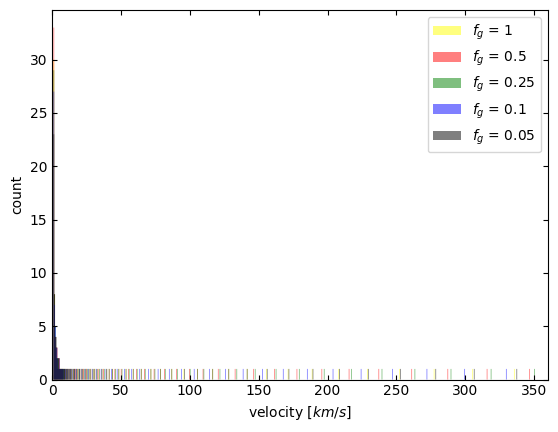 30
25
20
15
10
5
0
count
0 50 100 150 200 250 300 350
velocity [km/s]
f_g = 1
f_g = 0.5
f_g = 0.25
f_g = 0.1
f_g = 0.05